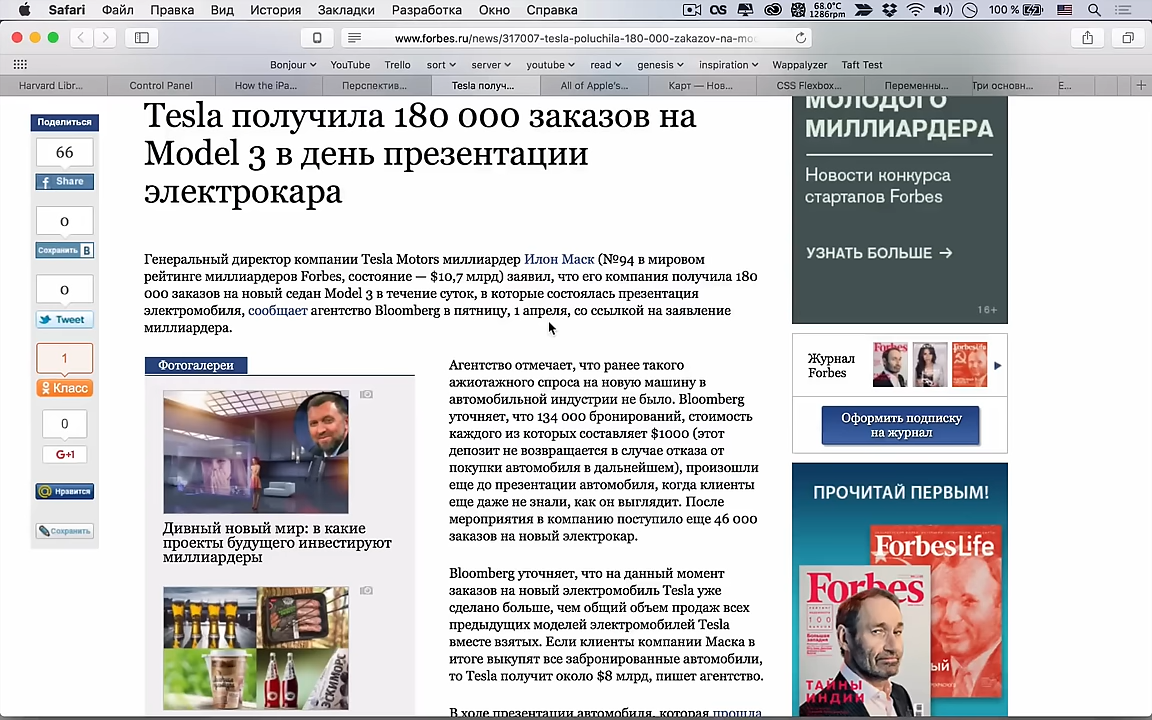 Safari Файл Правка Вид История Закладки Разработка Окно Справка
68.0°C
1286rpm
100 %
www.forbes.ru/news/317007-tesla-poluchila-180-000-zakazov-na-mo
Bonjour YouTube Trello sort server youtube read genesis inspiration Wappalyzer Taft Test
Harvard Libr... Control Panel How the iPa... Перспектив... Tesla получ... All of Apple's... Карт — Нов... CSS Flexbox... Переменны... Три основн... E...
Поделиться
66
Share
0
Сохранить B
0
Tweet
1
Класс
0
G+1
Нравится
Сохранить
Tesla получила 180 000 заказов на
Model 3 в день презентации
электрокара
Генеральный директор компании Tesla Motors миллиардер Илон Маск (№94 в мировом
рейтинге миллиардеров Forbes, состояние — $10,7 млрд) заявил, что его компания получила 180
000 заказов на новый седан Model 3 в течение суток, в которые состоялась презентация
электромобиля, сообщает агентство Bloomberg в пятницу, 1 апреля, со ссылкой на заявление
миллиардера.
Фотогалереи
Дивный новый мир: в какие
проекты будущего инвестируют
миллиардеры
ЭСКИМОРС
Агентство отмечает, что ранее такого
ажиотажного спроса на новую машину в
автомобильной индустрии не было. Bloomberg
уточняет, что 134 000 бронирований, стоимость
каждого из которых составляет $1000 (этот
депозит не возвращается в случае отказа от
покупки автомобиля в дальнейшем), произошли
еще до презентации автомобиля, когда клиенты
еще даже не знали, как он выглядит. После
мероприятия в компанию поступило еще 46 000
заказов на новый электрокар.
Bloomberg уточняет, что на данный момент
заказов на новый электромобиль Tesla уже
сделано больше, чем общий объем продаж всех
предыдущих моделей электромобилей Tesla
вместе взятых. Если клиенты компании Маска в
итоге выкупят все забронированные автомобили,
то Tesla получит около $8 млрд, пишет агентство.
В ходе презентации автомобиля, которая прошла
МОЛОДОГО
МИЛЛИАРДЕРА
Новости конкурса
стартапов Forbes
УЗНАТЬ БОЛЬШЕ →
16+
Журнал
Forbes
Оформить подписку
на журнал
ПРОЧИТАЙ ПЕРВЫМ!
ForbesLife
Forbes
ТАЙНЫ
ИНДИИ